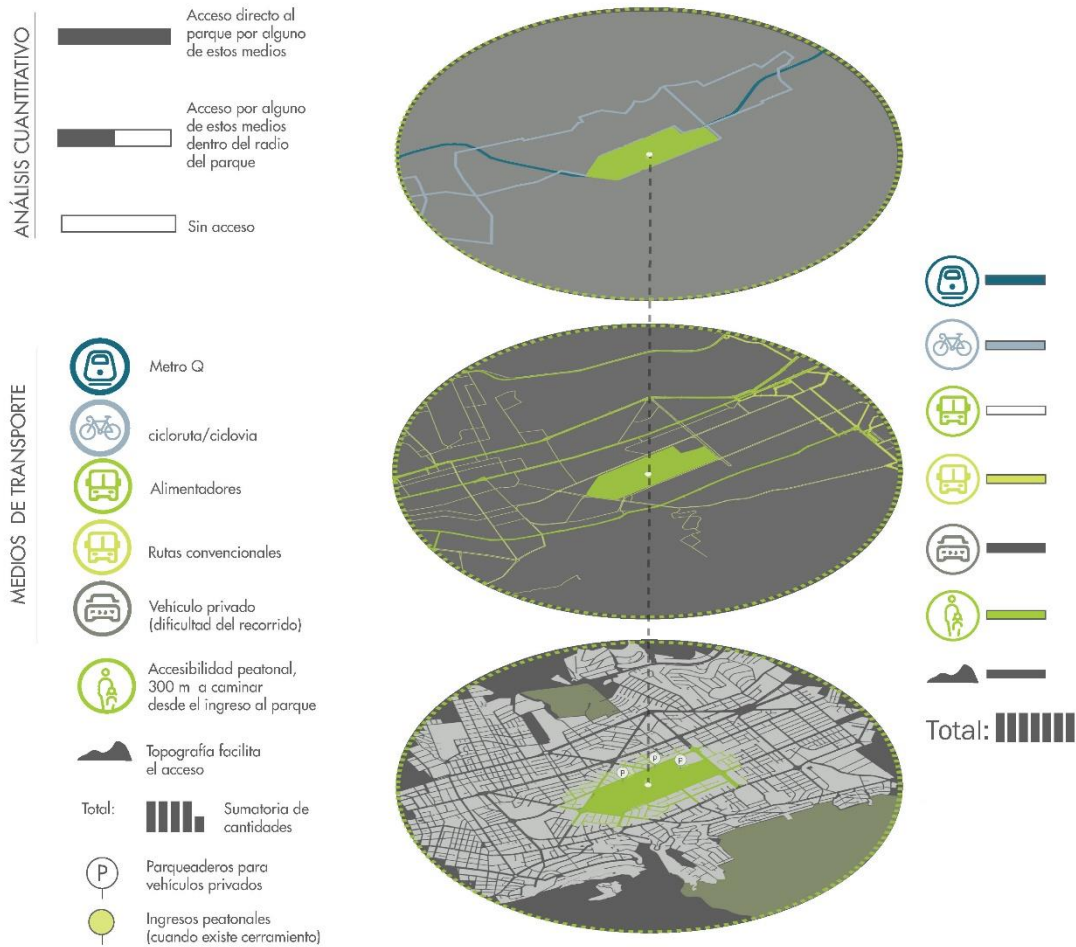 ANÁLISIS CUANTITATIVO
Acceso directo al
parque por alguno
de estos medios
Acceso por alguno
de estos medios
dentro del radio
del parque
Sin acceso
MEDIOS DE TRANSPORTE
Metro Q
cicloruta/ciclovia
Alimentadores
Rutas convencionales
Vehículo privado
(dificultad del recorrido)
Accesibilidad peatonal,
300 m a caminar
desde el ingreso al parque
Topografía facilita
el acceso
Total:
Sumatoria de
cantidades
P
Parqueaderos para
vehículos privados
Ingresos peatonales
(cuando existe cerramiento)
P
P
P
Total: